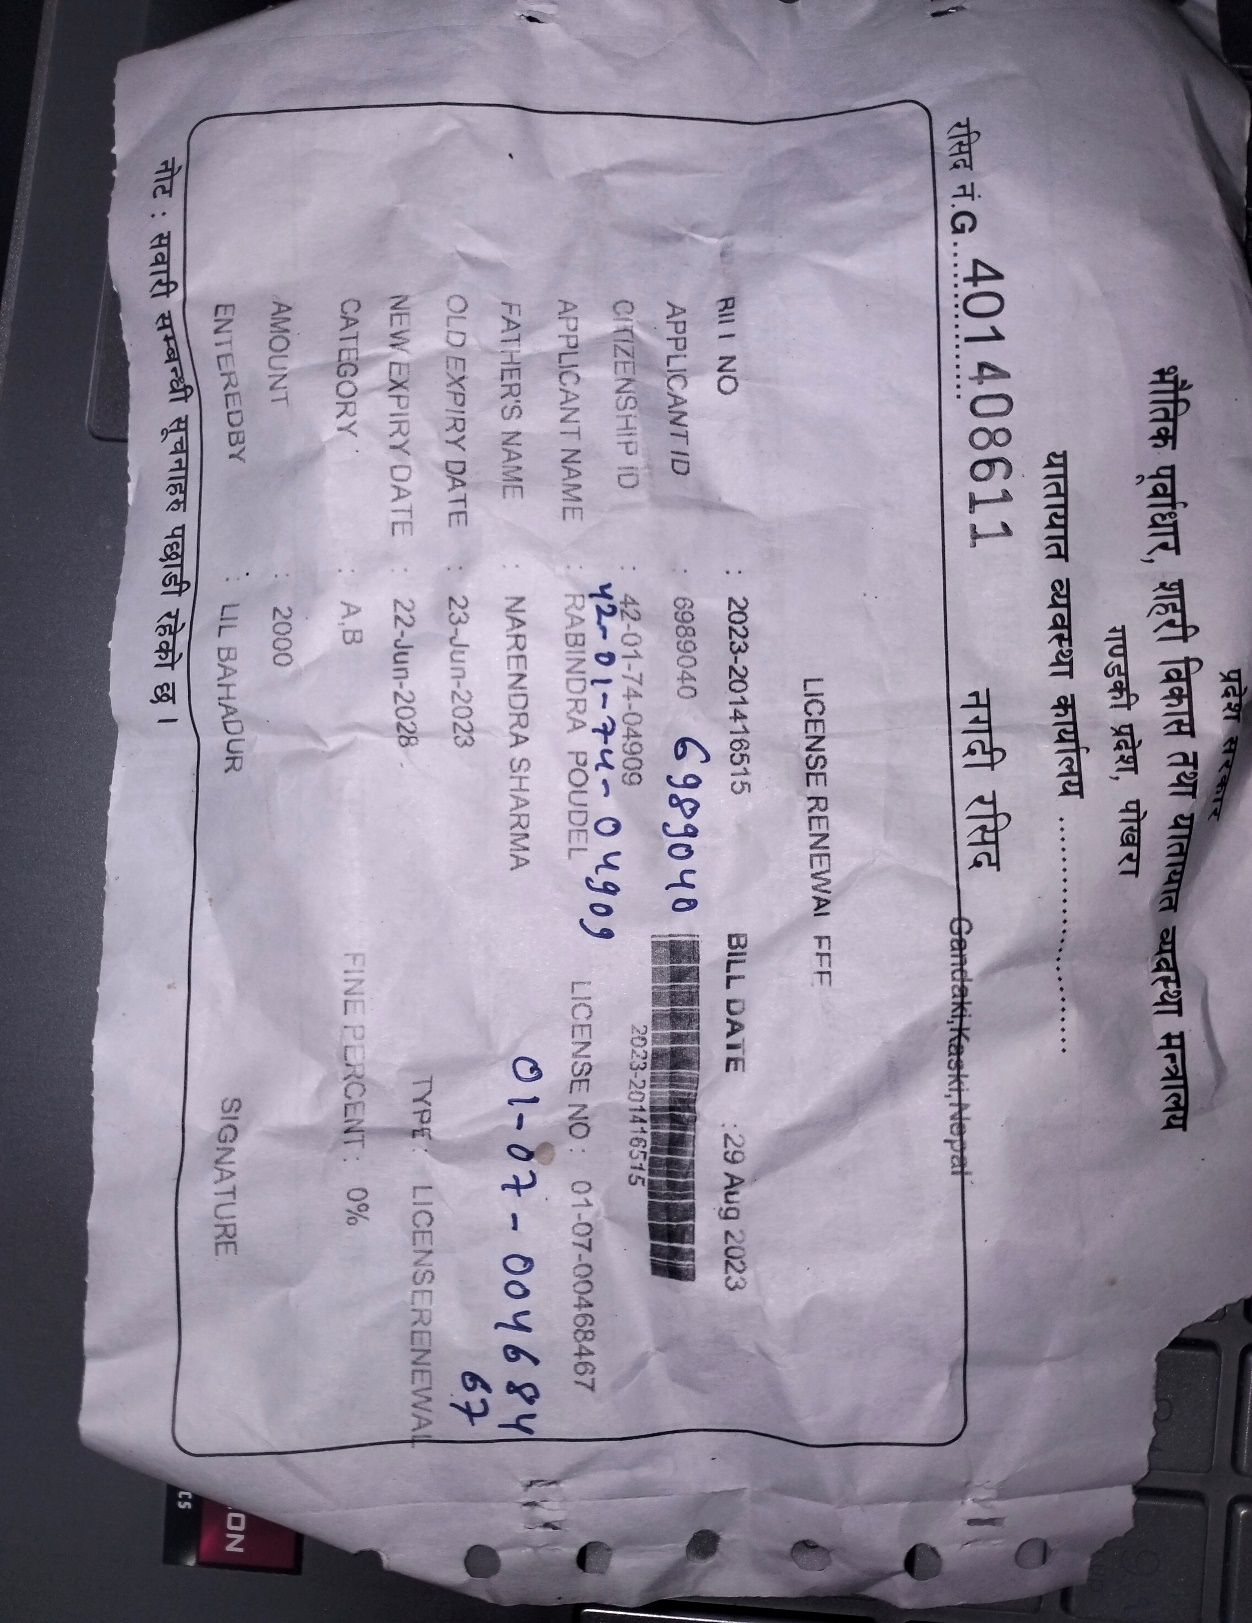 प्रदेश सरकार
भौतिक पुर्वाधार, शहरी विकास तथा यातायात व्यवस्था मन्त्रालय
गण्डकी प्रदेश, पोखरा
यातायात व्यवस्था कार्यालय ........................
Gandaki,Kaski,Nepal
रसिद नं.G 401408611 नगदी रसिद
LICENSE RENEWAL FEE
BILL NO : 2023-201416515 BILL DATE : 29 Aug 2023
APPLICANT ID : 6989040 6989040
2023-201416515
CITIZENSHIP ID : 42-01-74-04909
42-01-74-04909
APPLICANT NAME : RABINDRA POUDEL LICENSE NO : 01-07-00468467
FATHER'S NAME : NARENDRA SHARMA 01-07-004684
67
OLD EXPIRY DATE : 23-Jun-2023
NEW EXPIRY DATE : 22-Jun-2028 TYPE : LICENSERENEWAL
CATEGORY : A,B FINE PERCENT : 0%
AMOUNT : 2000
ENTEREDBY : LIL BAHADUR SIGNATURE
नोट : सवारी सम्बन्धी सुचनाहरु पछाडी रहेको छ ।
ON
CS